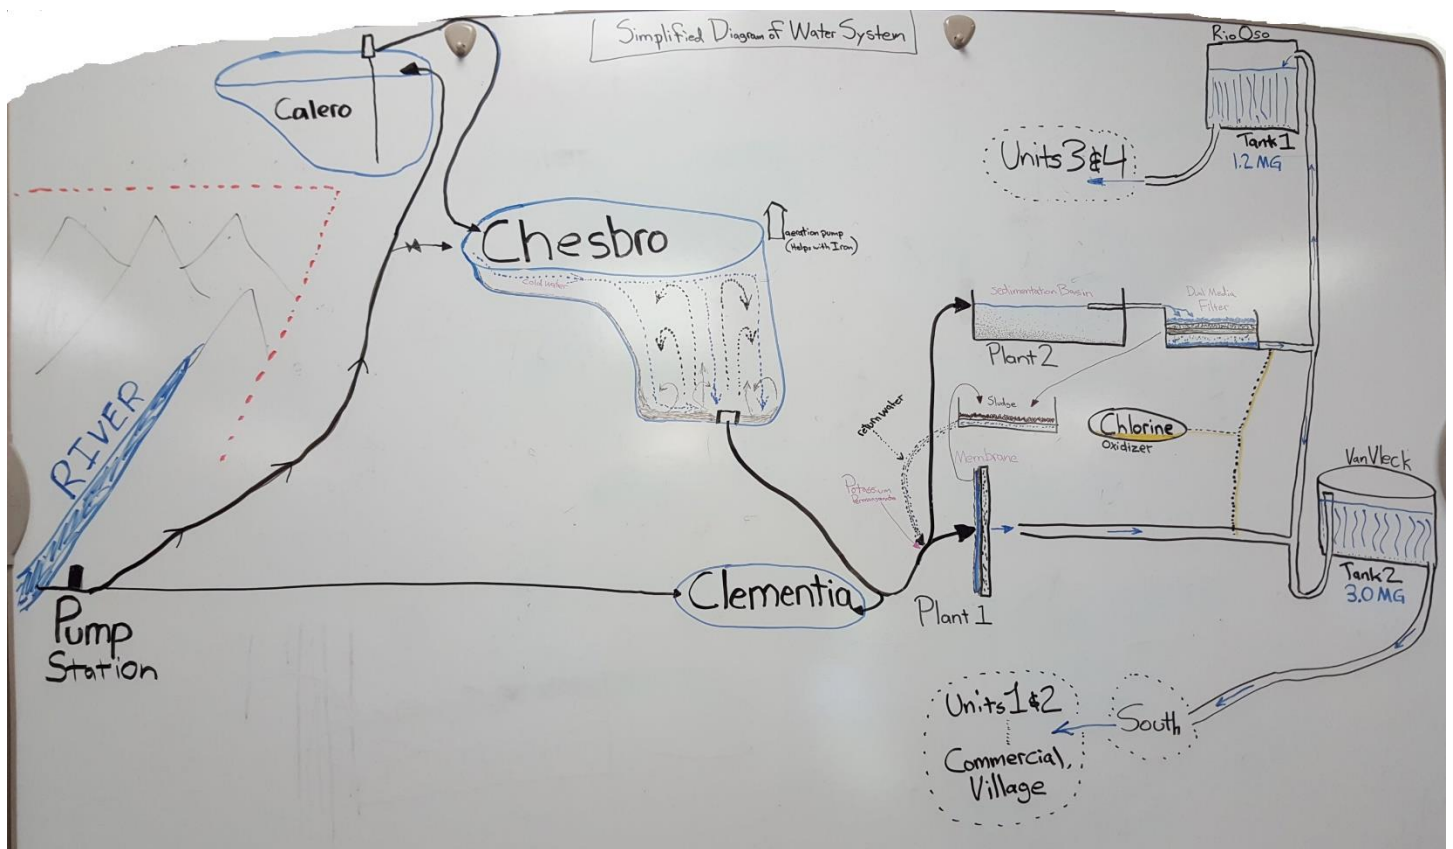 Simplified Diagram of Water System
Rio Oso
Calero
Tank 1
1.2 MG
Units 3 & 4
Chesbro
aeration pump
(Helps with Iron)
cold water
sedimentation Basin
Dual Media
Filter
Plant 2
RIVER
return water
Sludge
Chlorine
Oxidizer
Membrane
Van Vleck
Potassium
Tank 2
3.0 MG
Clementia
Plant 1
Pump
Station
Units 1 & 2
South
Commercial,
Village